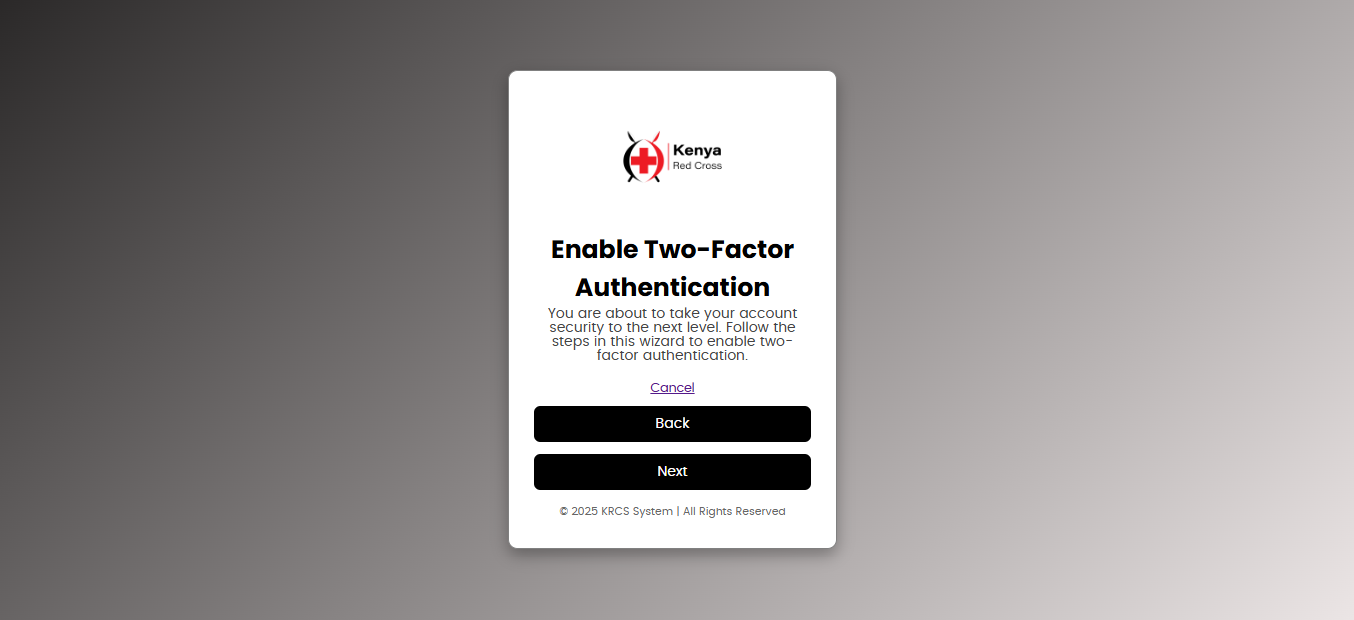 Kenya
Red Cross
Enable Two-Factor
Authentication
You are about to take your account
security to the next level. Follow the
steps in this wizard to enable two-
factor authentication.
Cancel
Back
Next
© 2025 KRCS System | All Rights Reserved